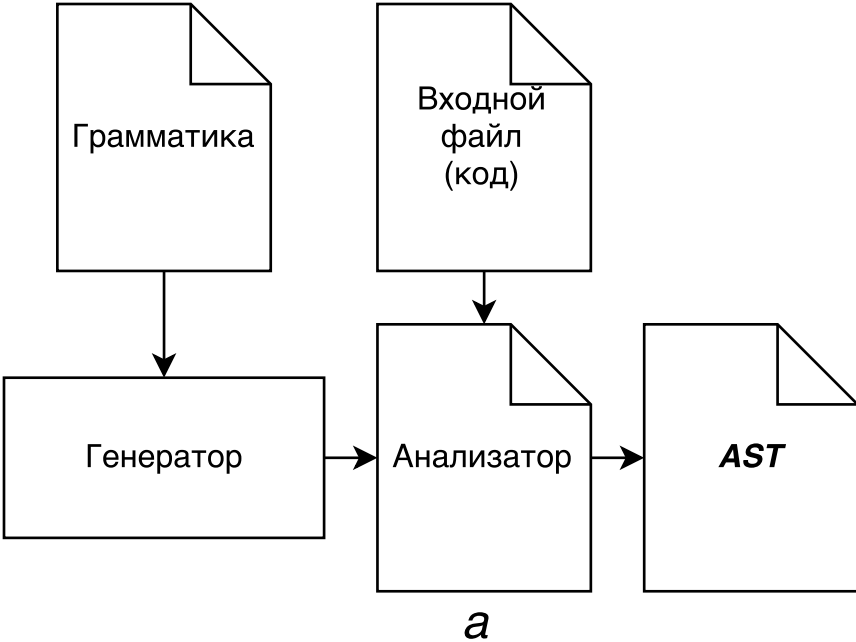 Грамматика
Входной
файл
(код)
Генератор
Анализатор
AST
а